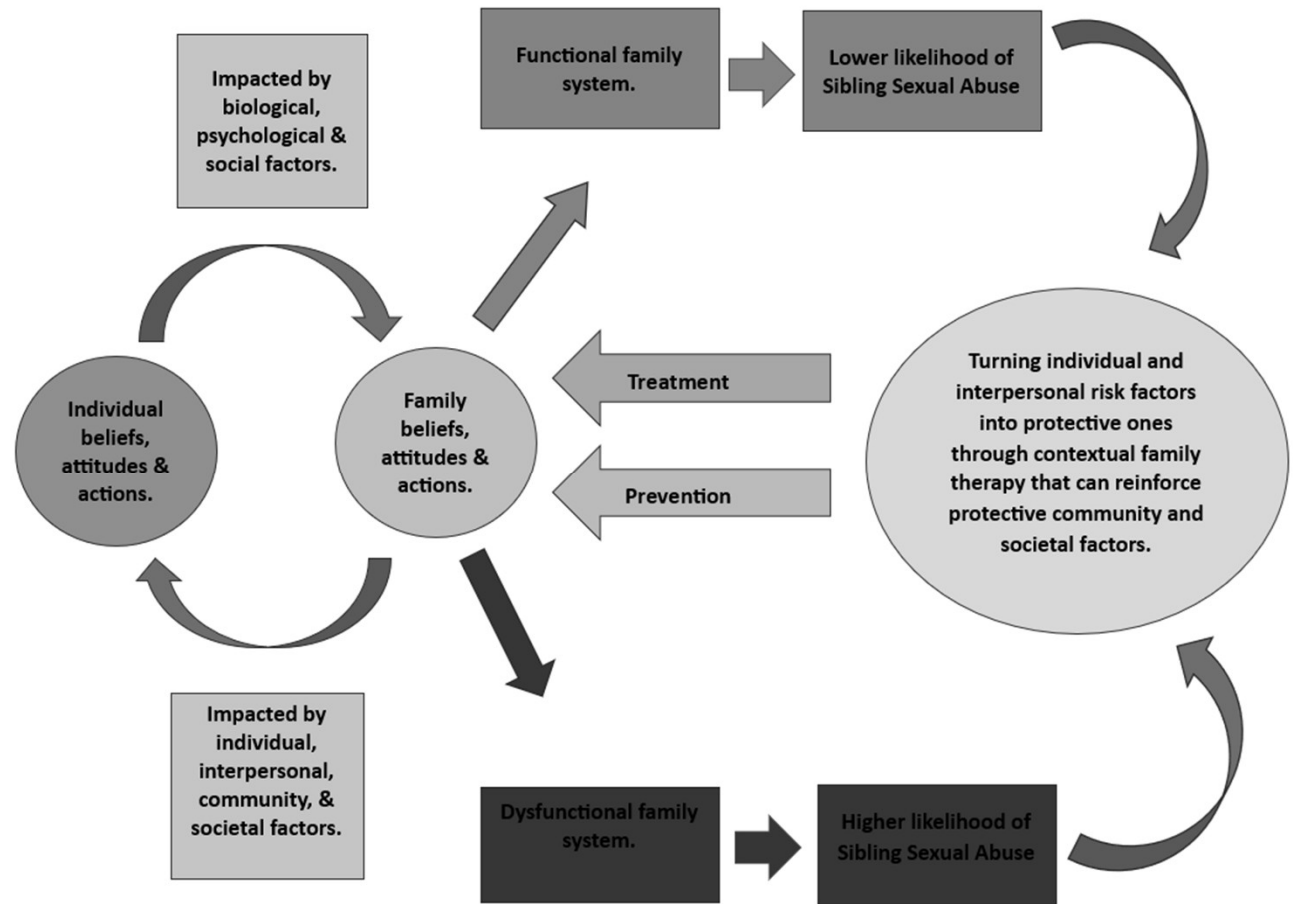 Impacted by
biological,
psychological &
social factors.
Functional family
system.
Lower likelihood of
Sibling Sexual Abuse
Individual
beliefs,
attitudes &
actions.
Family
beliefs,
attitudes &
actions.
Treatment
Prevention
Turning individual and
interpersonal risk factors
into protective ones
through contextual family
therapy that can reinforce
protective community and
societal factors.
Impacted by
individual,
interpersonal,
community, &
societal factors.
Dysfunctional family
system.
Higher likelihood of
Sibling Sexual Abuse